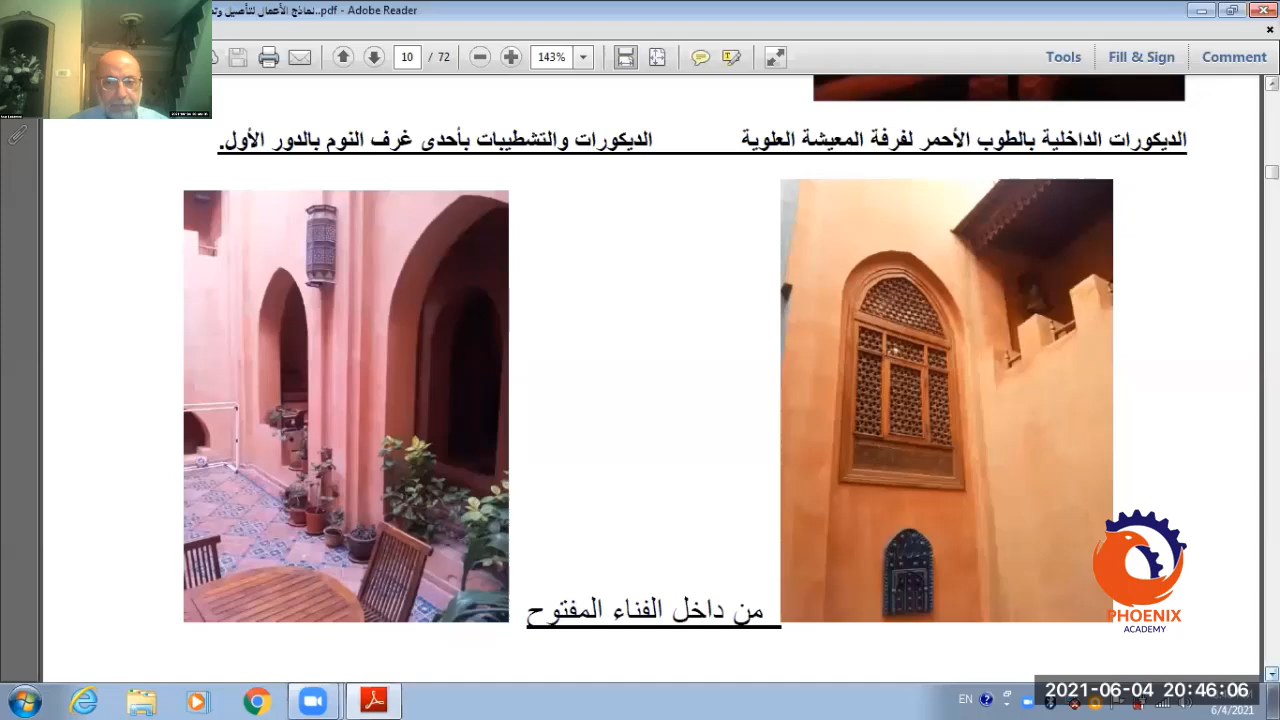 نماذج الأعمال لتأصيل وتم..pdf - Adobe Reader
10 / 72
143%
Tools
Fill & Sign
Comment
الديكورات الداخلية بالطوب الأحمر لفرفة المعيشة العلوية
الديكورات والتشطيبات بأحدى غرف النوم بالدور الأول.
من داخل الفناء المفتوح
PHOENIX
ACADEMY
EN
2021-06-04 20:46:06
6/4/2021